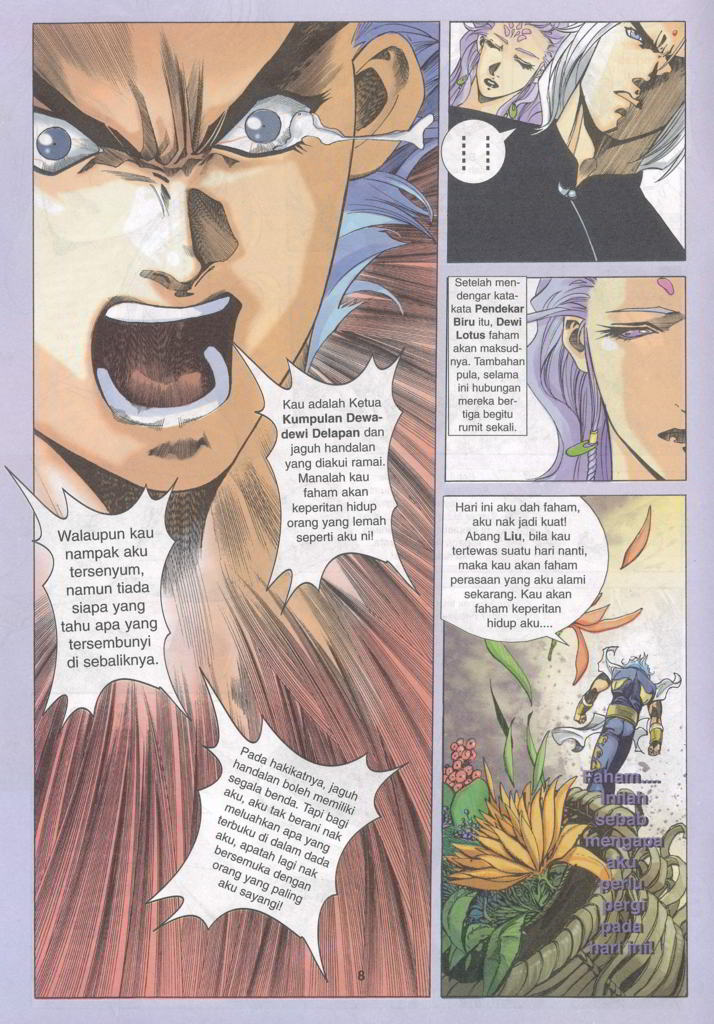 Kau adalah Ketua
Kumpulan Dewa-
dewi Delapan dan
jaguh handalan
yang diakui ramai.
Manalah kau
faham akan
keperitan hidup
orang yang lemah
seperti aku ni!
Walaupun kau
nampak aku
tersenyum,
namun tiada
siapa yang
tahu apa yang
tersembunyi
di sebaliknya.
Pada hakikatnya, jaguh
handalan boleh memiliki
segala benda. Tapi bagi
aku, aku tak berani nak
meluahkan apa yang
terbuku di dalam dada
aku, apatah lagi nak
bersemuka dengan
orang yang paling
aku sayangi!
Setelah men-
dengar kata-
kata Pendekar
Biru itu, Dewi
Lotus faham
akan maksud-
nya. Tambahan
pula, selama
ini hubungan
mereka ber-
tiga begitu
rumit sekali.
Hari ini aku dah faham,
aku nak jadi kuat!
Abang Liu, bila kau
tertewas suatu hari nanti,
maka kau akan faham
perasaan yang aku alami
sekarang. Kau akan
faham keperitan
hidup aku....
Faham....
Inilah
sebab
mengapa
aku
perlu
pergi
pada
hari ini!
8